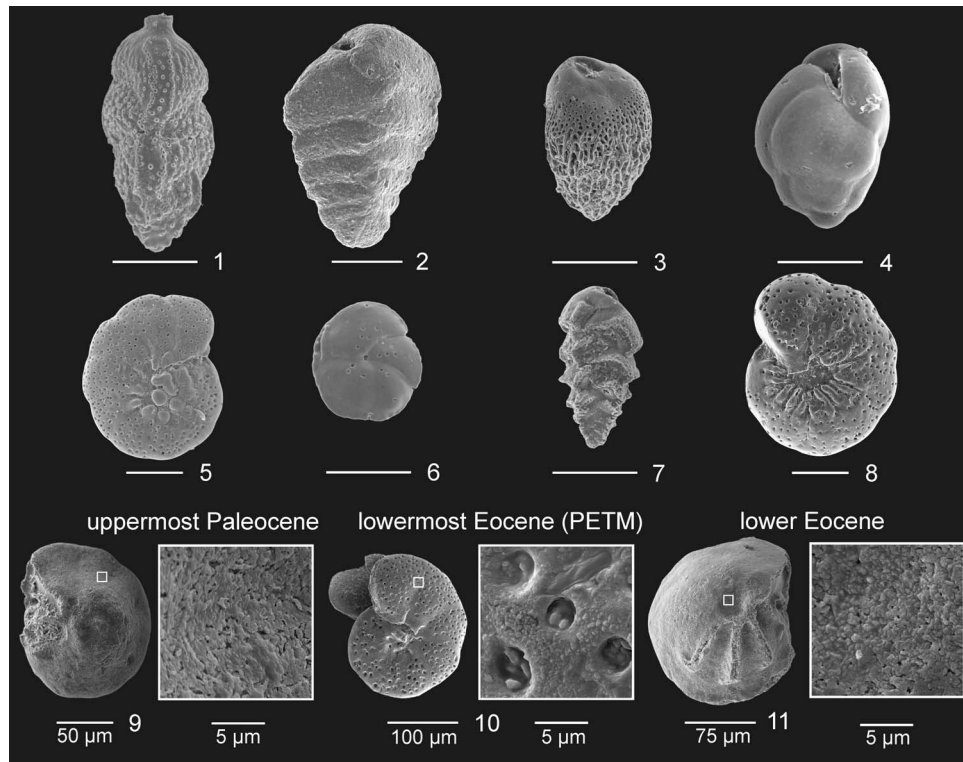 1
2
3
4
5
6
7
8
uppermost Paleocene
lowermost Eocene (PETM)
lower Eocene
9
10
11
50 µm
5 µm
100 µm
5 µm
75 µm
5 µm